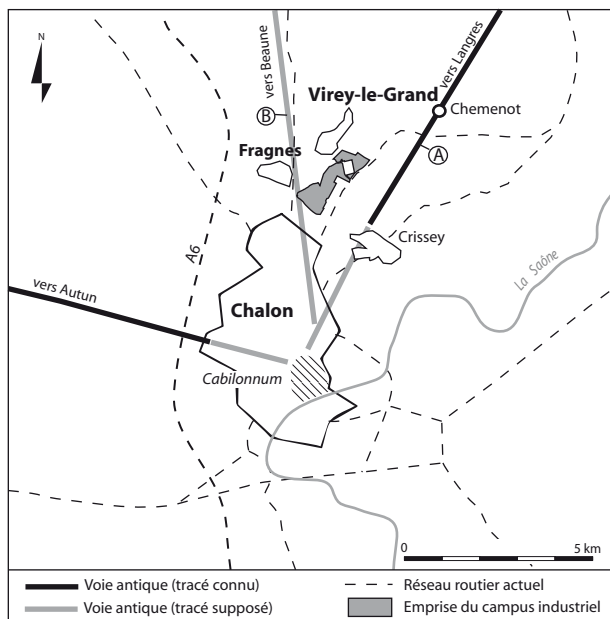 N
vers Beaune
vers Langres
B
Virey-le-Grand
Chemenot
Fragnes
A
Crissey
A6
La Saône
vers Autun
Chalon
Cabilonnum
0 5 km
Voie antique (tracé connu)
Réseau routier actuel
Voie antique (tracé supposé)
Emprise du campus industriel